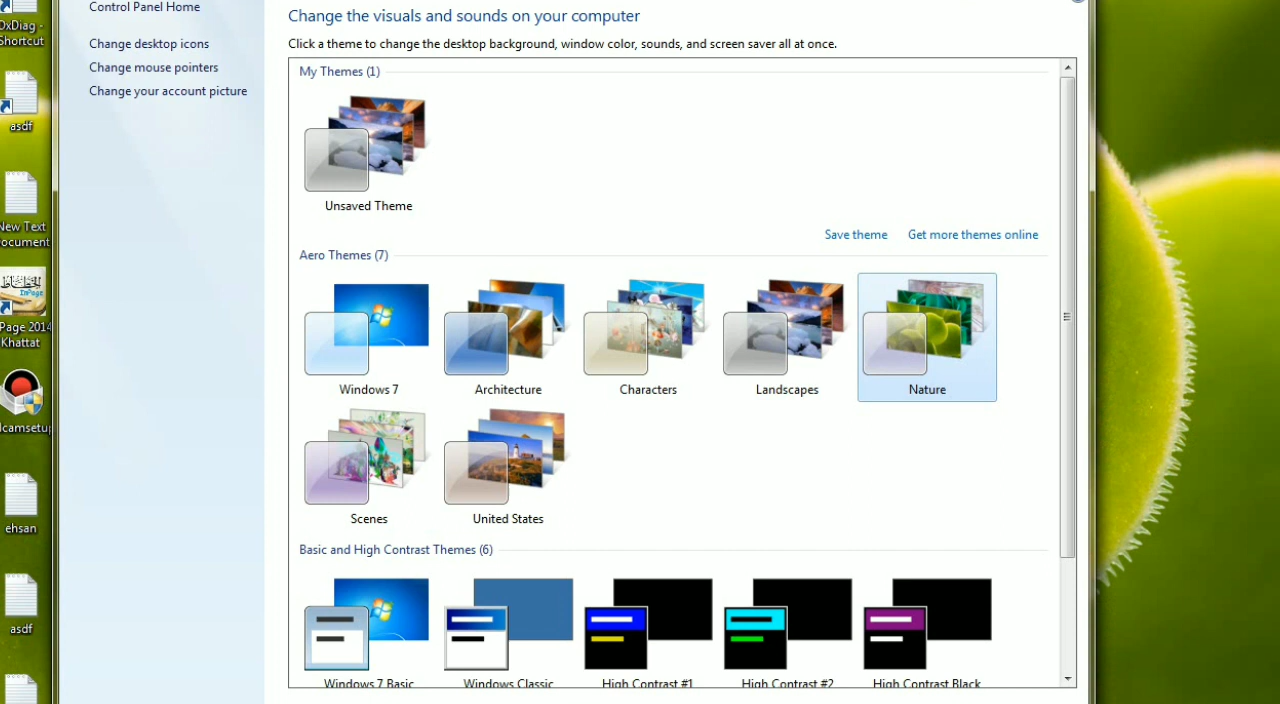 OxDiag -
Shortcut
asdf
New Text
Document
InPage
Page 2014
Khattat
camsetup
ehsan
asdf
Control Panel Home
Change desktop icons
Change mouse pointers
Change your account picture
Change the visuals and sounds on your computer
Click a theme to change the desktop background, window color, sounds, and screen saver all at once.
My Themes (1)
Unsaved Theme
Save theme Get more themes online
Aero Themes (7)
Windows 7 Architecture Characters Landscapes Nature
Scenes United States
Basic and High Contrast Themes (6)
Windows 7 Basic Windows Classic High Contrast #1 High Contrast #2 High Contrast Black